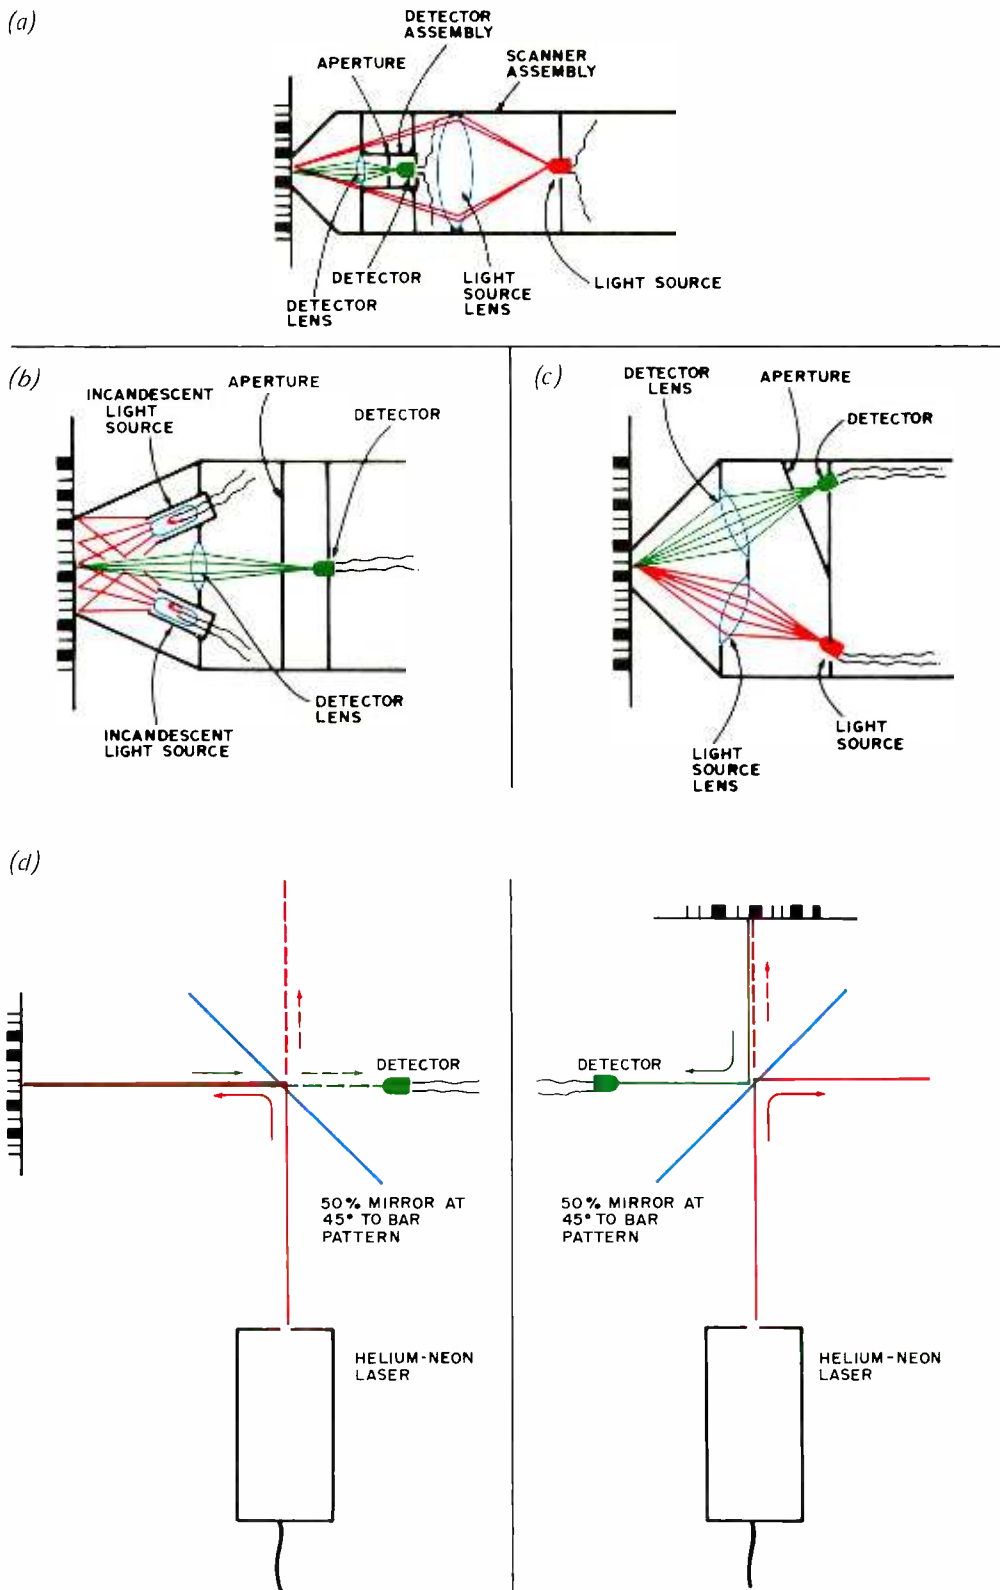 (a)
DETECTOR
ASSEMBLY
APERTURE
SCANNER
ASSEMBLY
DETECTOR
LENS
DETECTOR
LIGHT
SOURCE
LENS
LIGHT SOURCE
(b)
INCANDESCENT
LIGHT
SOURCE
APERTURE
DETECTOR
INCANDESCENT
LIGHT SOURCE
DETECTOR
LENS
(c)
DETECTOR
LENS
APERTURE
DETECTOR
LIGHT
SOURCE
LENS
LIGHT
SOURCE
(d)
DETECTOR
50% MIRROR AT
45° TO BAR
PATTERN
HELIUM-NEON
LASER
DETECTOR
50% MIRROR AT
45° TO BAR
PATTERN
HELIUM-NEON
LASER